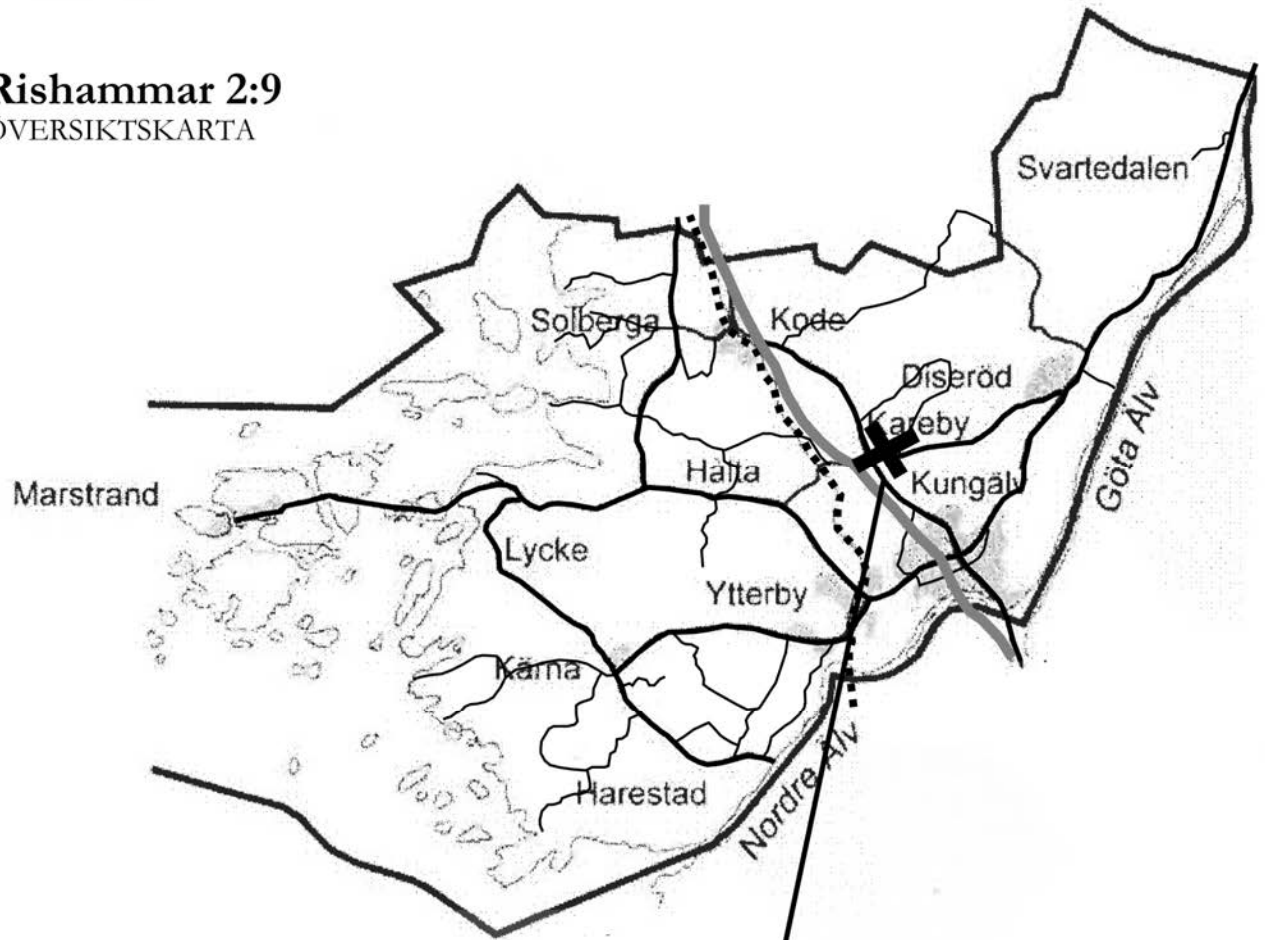 Rishammar 2:9
ÖVERSIKTSKARTA
Svartedalen
Solberga
Kode
Diseröd
Kareby
Göta Älv
Marstrand
Hålta
Kungälv
Lycke
Ytterby
Kärna
Nordre Älv
Harestad